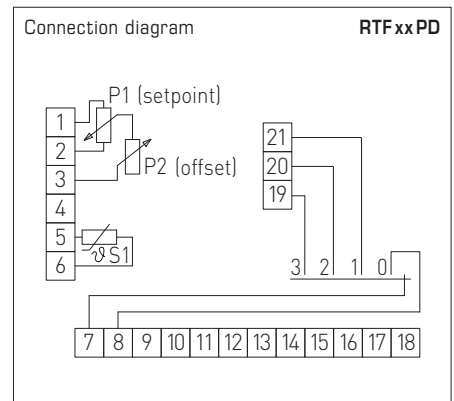 Connection diagram RTF xx PD
P1 (setpoint)
1
2
P2 (offset)
3
4
5
ϑ S1
6
21
20
19
3 2 1 0
7 8 9 10 11 12 13 14 15 16 17 18